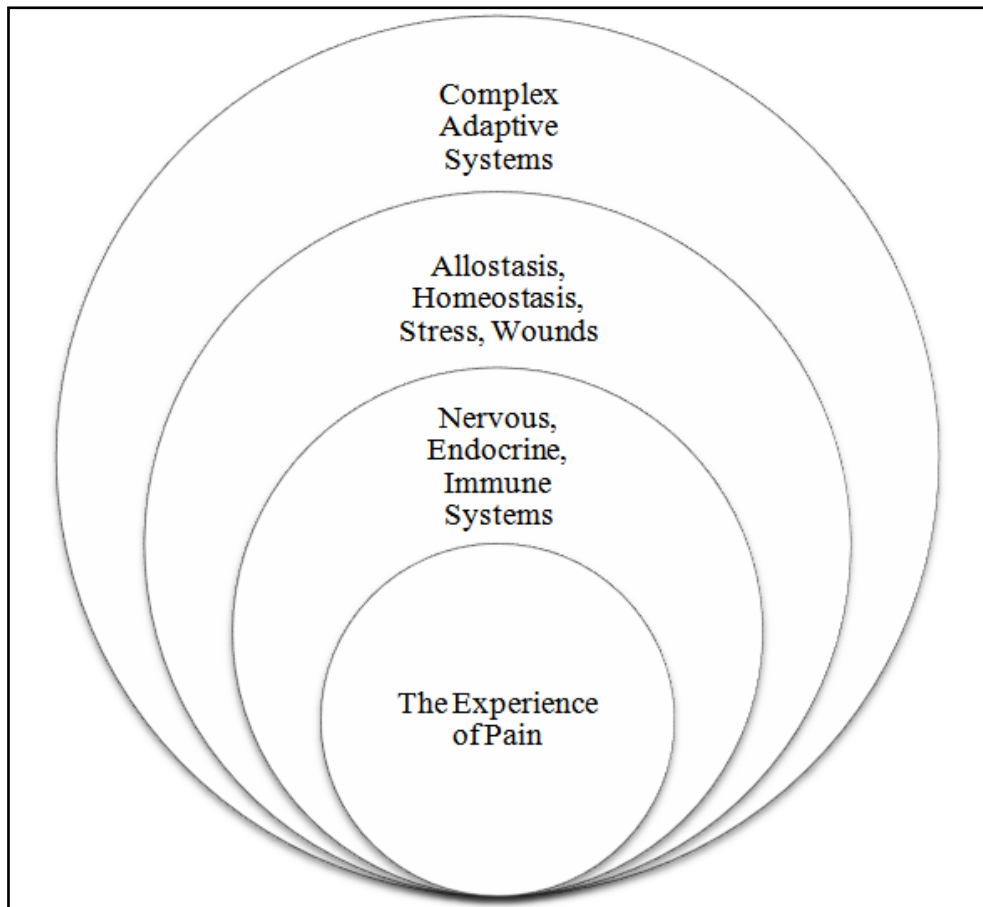 Complex
Adaptive
Systems
Allostasis,
Homeostasis,
Stress, Wounds
Nervous,
Endocrine,
Immune
Systems
The Experience
of Pain